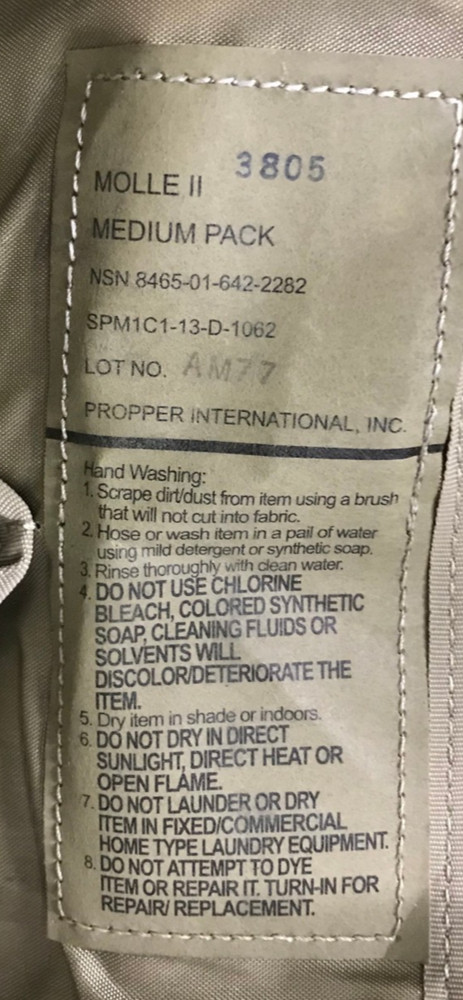 3805
MOLLE II
MEDIUM PACK
NSN 8465-01-642-2282
SPM1C1-13-D-1062
LOT NO. AM77
PROPPER INTERNATIONAL, INC.
Hand Washing:
1. Scrape dirt/dust from item using a brush
that will not cut into fabric.
2. Hose or wash item in a pail of water
using mild detergent or synthetic soap.
3. Rinse thoroughly with clean water.
4. DO NOT USE CHLORINE
BLEACH, COLORED SYNTHETIC
SOAP, CLEANING FLUIDS OR
SOLVENTS WILL
DISCOLOR/DETERIORATE THE
ITEM.
5. Dry item in shade or indoors.
6. DO NOT DRY IN DIRECT
SUNLIGHT, DIRECT HEAT OR
OPEN FLAME.
7. DO NOT LAUNDER OR DRY
ITEM IN FIXED/COMMERCIAL
HOME TYPE LAUNDRY EQUIPMENT.
8. DO NOT ATTEMPT TO DYE
ITEM OR REPAIR IT. TURN-IN FOR
REPAIR/ REPLACEMENT.